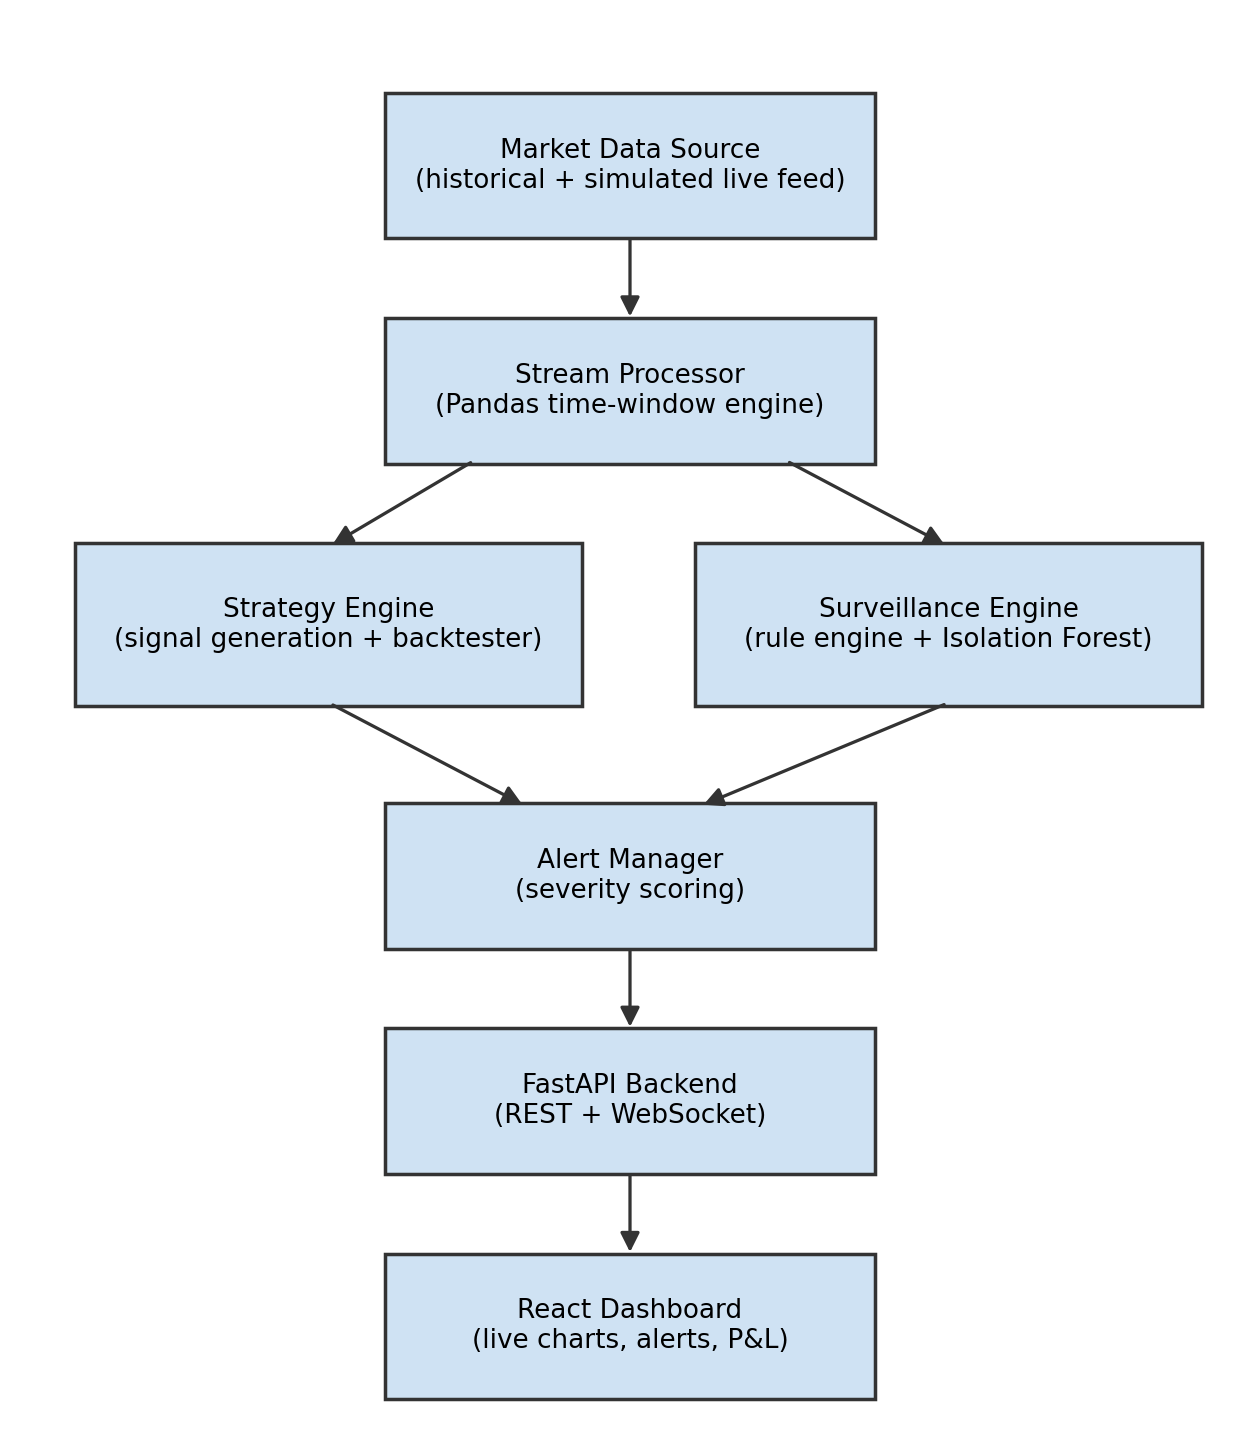 Market Data Source
(historical + simulated live feed)
Stream Processor
(Pandas time-window engine)
Strategy Engine
(signal generation + backtester)
Surveillance Engine
(rule engine + Isolation Forest)
Alert Manager
(severity scoring)
FastAPI Backend
(REST + WebSocket)
React Dashboard
(live charts, alerts, P&L)